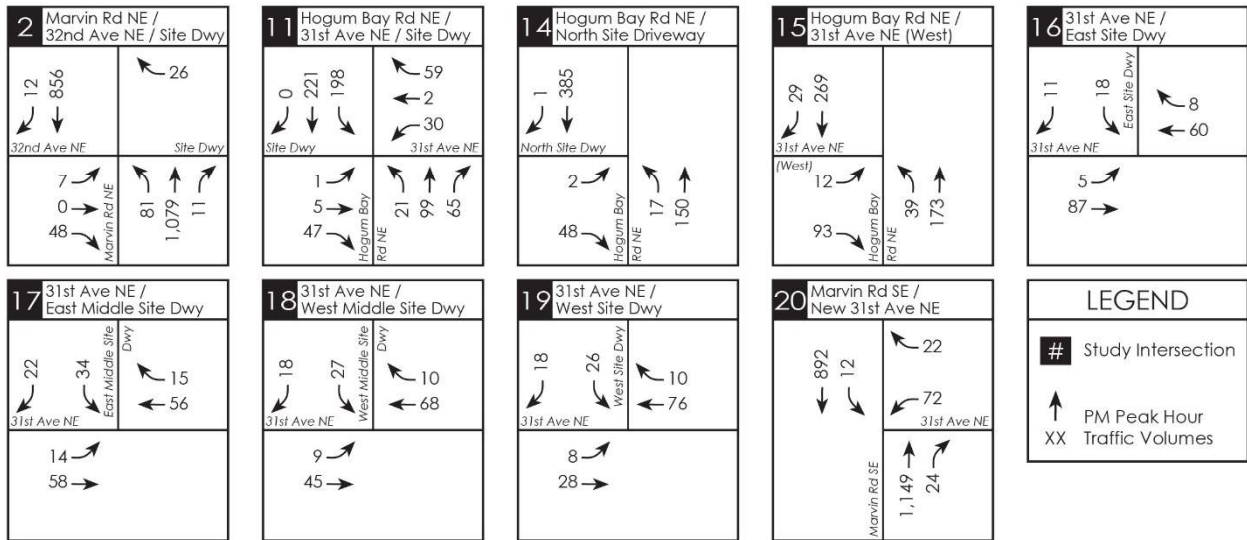 2
Marvin Rd NE /
32nd Ave NE / Site Dwy
12
856
26
32nd Ave NE
Site Dwy
7
0
48
Marvin Rd NE
81
1,079
11
11
Hogum Bay Rd NE /
31st Ave NE / Site Dwy
0
221
198
59
2
30
Site Dwy
31st Ave NE
1
5
47
Hogum Bay
Rd NE
21
99
65
14
Hogum Bay Rd NE /
North Site Driveway
1
385
North Site Dwy
2
48
Hogum Bay
Rd NE
17
150
15
Hogum Bay Rd NE /
31st Ave NE (West)
29
269
31st Ave NE
(West)
12
93
Hogum Bay
Rd NE
39
173
16
31st Ave NE /
East Site Dwy
11
18
East Site Dwy
8
60
31st Ave NE
5
87
17
31st Ave NE /
East Middle Site Dwy
22
34
East Middle Site
Dwy
15
56
31st Ave NE
14
58
18
31st Ave NE /
West Middle Site Dwy
18
27
West Middle Site
Dwy
10
68
31st Ave NE
9
45
19
31st Ave NE /
West Site Dwy
18
26
West Site Dwy
10
76
31st Ave NE
8
28
20
Marvin Rd SE /
New 31st Ave NE
892
12
22
72
31st Ave NE
Marvin Rd SE
1,149
24
LEGEND
# Study Intersection
PM Peak Hour
XX Traffic Volumes